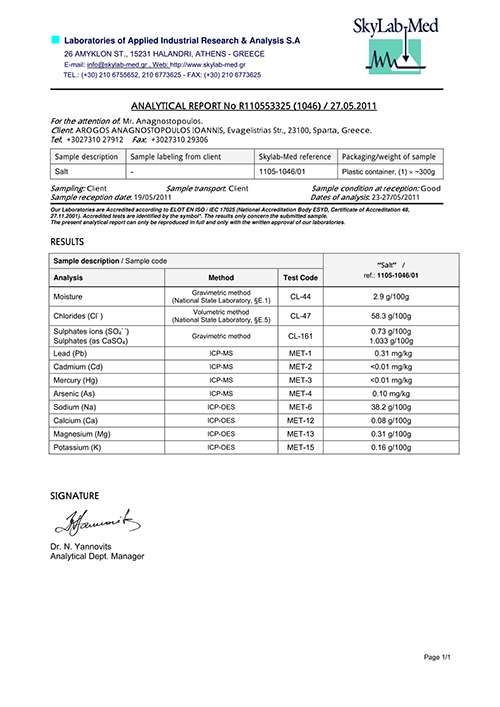 SkyLab-Med
Laboratories of Applied Industrial Research & Analysis S.A
26 AMYKLON ST., 15231 HALANDRI, ATHENS - GREECE
E-mail: info@skylab-med.gr , Web: http://www.skylab-med.gr
TEL.: (+30) 210 6755652, 210 6773625 - FAX: (+30) 210 6773625
ANALYTICAL REPORT No R110553325 (1046) / 27.05.2011
For the attention of: Mr. Anagnostopoulos.
Client: AROGOS ANAGNOSTOPOULOS IOANNIS, Evagelistrias Str., 23100, Sparta, Greece.
Tel: +3027310 27912 Fax: +3027310 29306
Sample description Sample labeling from client Skylab-Med reference Packaging/weight of sample
Salt - 1105-1046/01 Plastic container, (1) × ~300g
Sampling: Client Sample transport: Client Sample condition at reception: Good
Sample reception date: 19/05/2011 Dates of analysis: 23-27/05/2011
Our Laboratories are Accredited according to ELOT EN ISO / IEC 17025 (National Accreditation Body ESYD, Certificate of Accreditation 48,
27.11.2001). Accredited tests are identified by the symbol*. The results only concern the submitted sample.
The present analytical report can only be reproduced in full and only with the written approval of our laboratories.
RESULTS
Sample description / Sample code "Salt" /
ref.: 1105-1046/01
Analysis Method Test Code
Moisture Gravimetric method
(National State Laboratory, §E.1) CL-44 2.9 g/100g
Chlorides (Cl⁻) Volumetric method
(National State Laboratory, §E.5) CL-47 58.3 g/100g
Sulphates ions (SO₄⁻⁻) Gravimetric method CL-161 0.73 g/100g
Sulphates (as CaSO₄) 1.033 g/100g
Lead (Pb) ICP-MS MET-1 0.31 mg/kg
Cadmium (Cd) ICP-MS MET-2 <0.01 mg/kg
Mercury (Hg) ICP-MS MET-3 <0.01 mg/kg
Arsenic (As) ICP-MS MET-4 0.10 mg/kg
Sodium (Na) ICP-OES MET-6 38.2 g/100g
Calcium (Ca) ICP-OES MET-12 0.08 g/100g
Magnesium (Mg) ICP-OES MET-13 0.31 g/100g
Potassium (K) ICP-OES MET-15 0.16 g/100g
SIGNATURE
Yannovits
Dr. N. Yannovits
Analytical Dept. Manager
Page 1/1